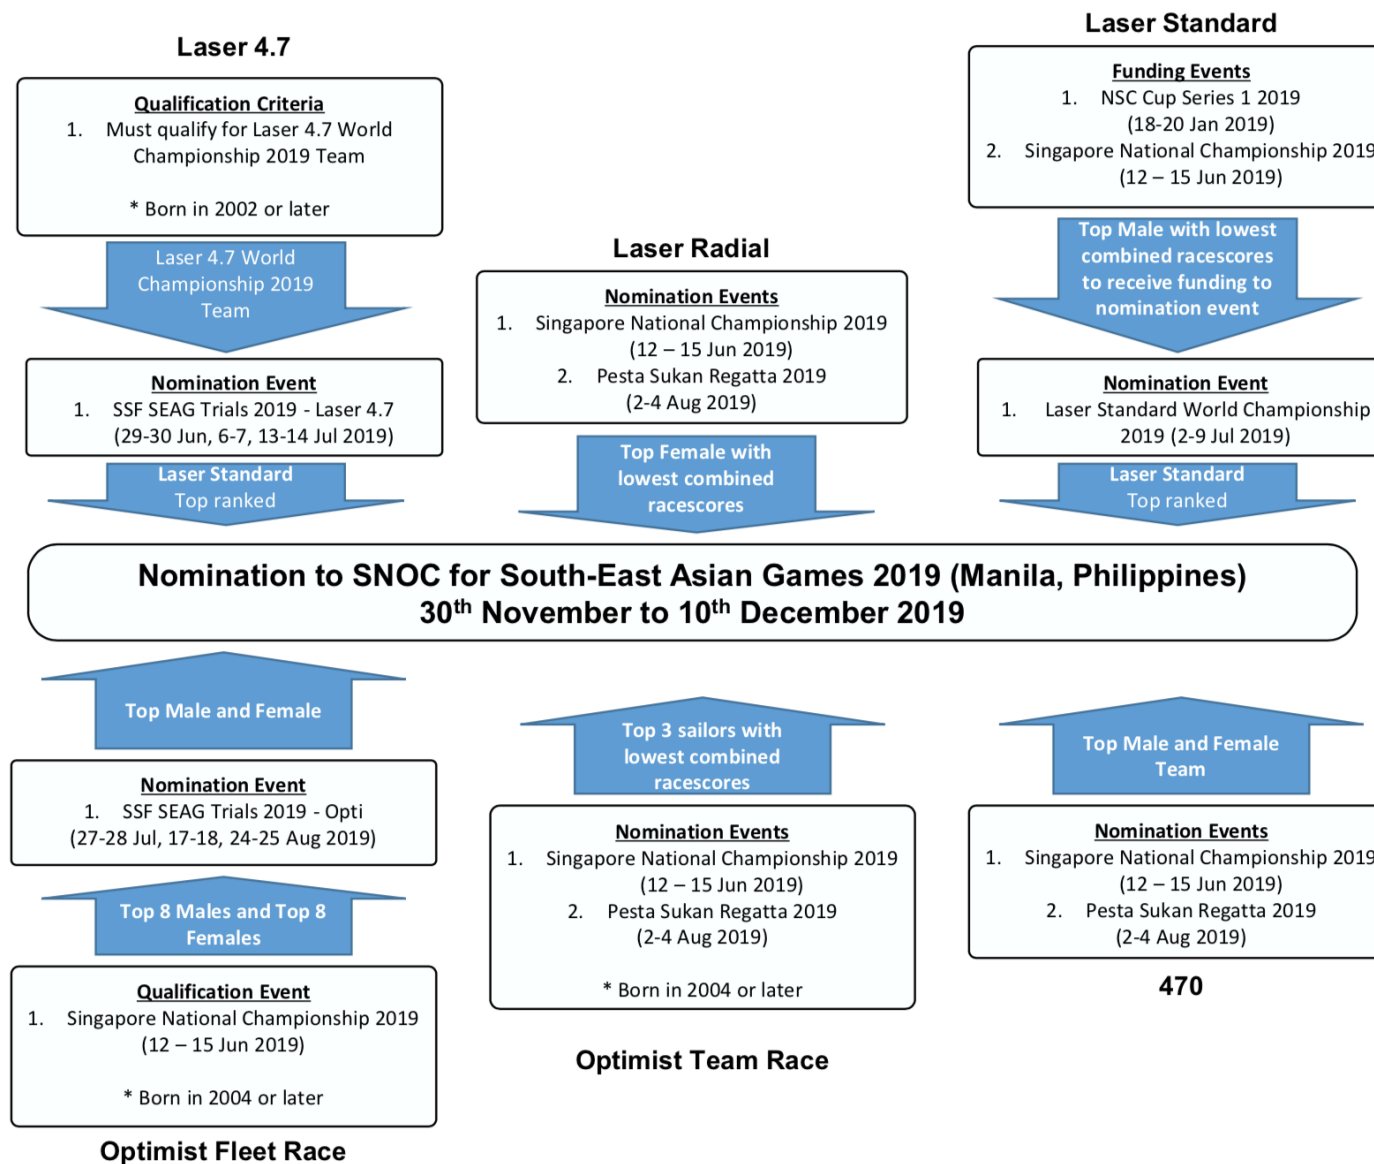 Laser 4.7
Qualification Criteria
1. Must qualify for Laser 4.7 World
Championship 2019 Team
* Born in 2002 or later
Laser 4.7 World
Championship 2019
Team
Nomination Event
1. SSF SEAG Trials 2019 - Laser 4.7
(29-30 Jun, 6-7, 13-14 Jul 2019)
Laser Standard
Top ranked
Laser Radial
Nomination Events
1. Singapore National Championship 2019
(12 – 15 Jun 2019)
2. Pesta Sukan Regatta 2019
(2-4 Aug 2019)
Top Female with
lowest combined
racescores
Laser Standard
Funding Events
1. NSC Cup Series 1 2019
(18-20 Jan 2019)
2. Singapore National Championship 2019
(12 – 15 Jun 2019)
Top Male with lowest
combined racescores
to receive funding to
nomination event
Nomination Event
1. Laser Standard World Championship
2019 (2-9 Jul 2019)
Laser Standard
Top ranked
Nomination to SNOC for South-East Asian Games 2019 (Manila, Philippines)
30th November to 10th December 2019
Top Male and Female
Nomination Event
1. SSF SEAG Trials 2019 - Opti
(27-28 Jul, 17-18, 24-25 Aug 2019)
Top 8 Males and Top 8
Females
Qualification Event
1. Singapore National Championship 2019
(12 – 15 Jun 2019)
* Born in 2004 or later
Optimist Fleet Race
Top 3 sailors with
lowest combined
racescores
Nomination Events
1. Singapore National Championship 2019
(12 – 15 Jun 2019)
2. Pesta Sukan Regatta 2019
(2-4 Aug 2019)
* Born in 2004 or later
Optimist Team Race
Top Male and Female
Team
Nomination Events
1. Singapore National Championship 2019
(12 – 15 Jun 2019)
2. Pesta Sukan Regatta 2019
(2-4 Aug 2019)
470